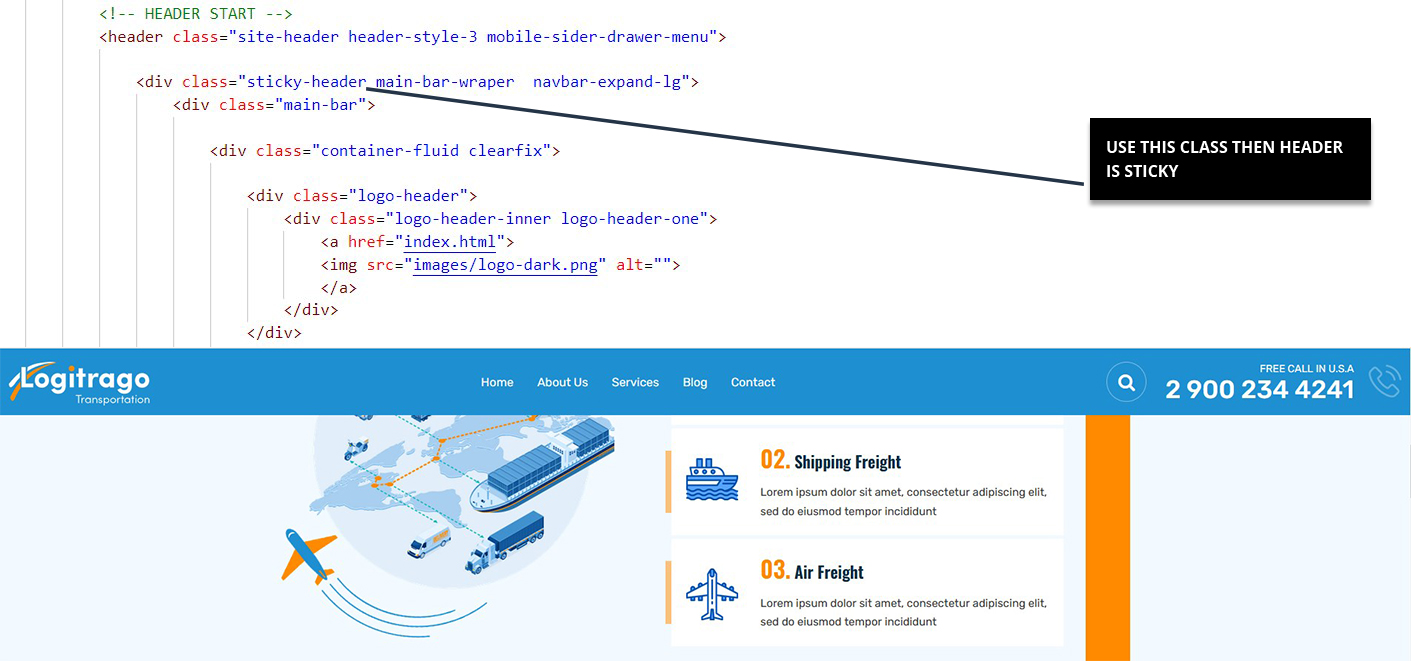 <!-- HEADER START -->
<header class="site-header header-style-3 mobile-sider-drawer-menu">
<div class="sticky-header main-bar-wraper  navbar-expand-lg">
<div class="main-bar">
<div class="container-fluid clearfix">
<div class="logo-header">
<div class="logo-header-inner logo-header-one">
<a href="index.html">
<img src="images/logo-dark.png" alt="">
</a>
</div>
</div>
USE THIS CLASS THEN HEADER
IS STICKY
Logitrago
Transportation
Home About Us Services Blog Contact
FREE CALL IN U.S.A
2 900 234 4241
02. Shipping Freight
Lorem ipsum dolor sit amet, consectetur adipiscing elit,
sed do eiusmod tempor incididunt
03. Air Freight
Lorem ipsum dolor sit amet, consectetur adipiscing elit,
sed do eiusmod tempor incididunt